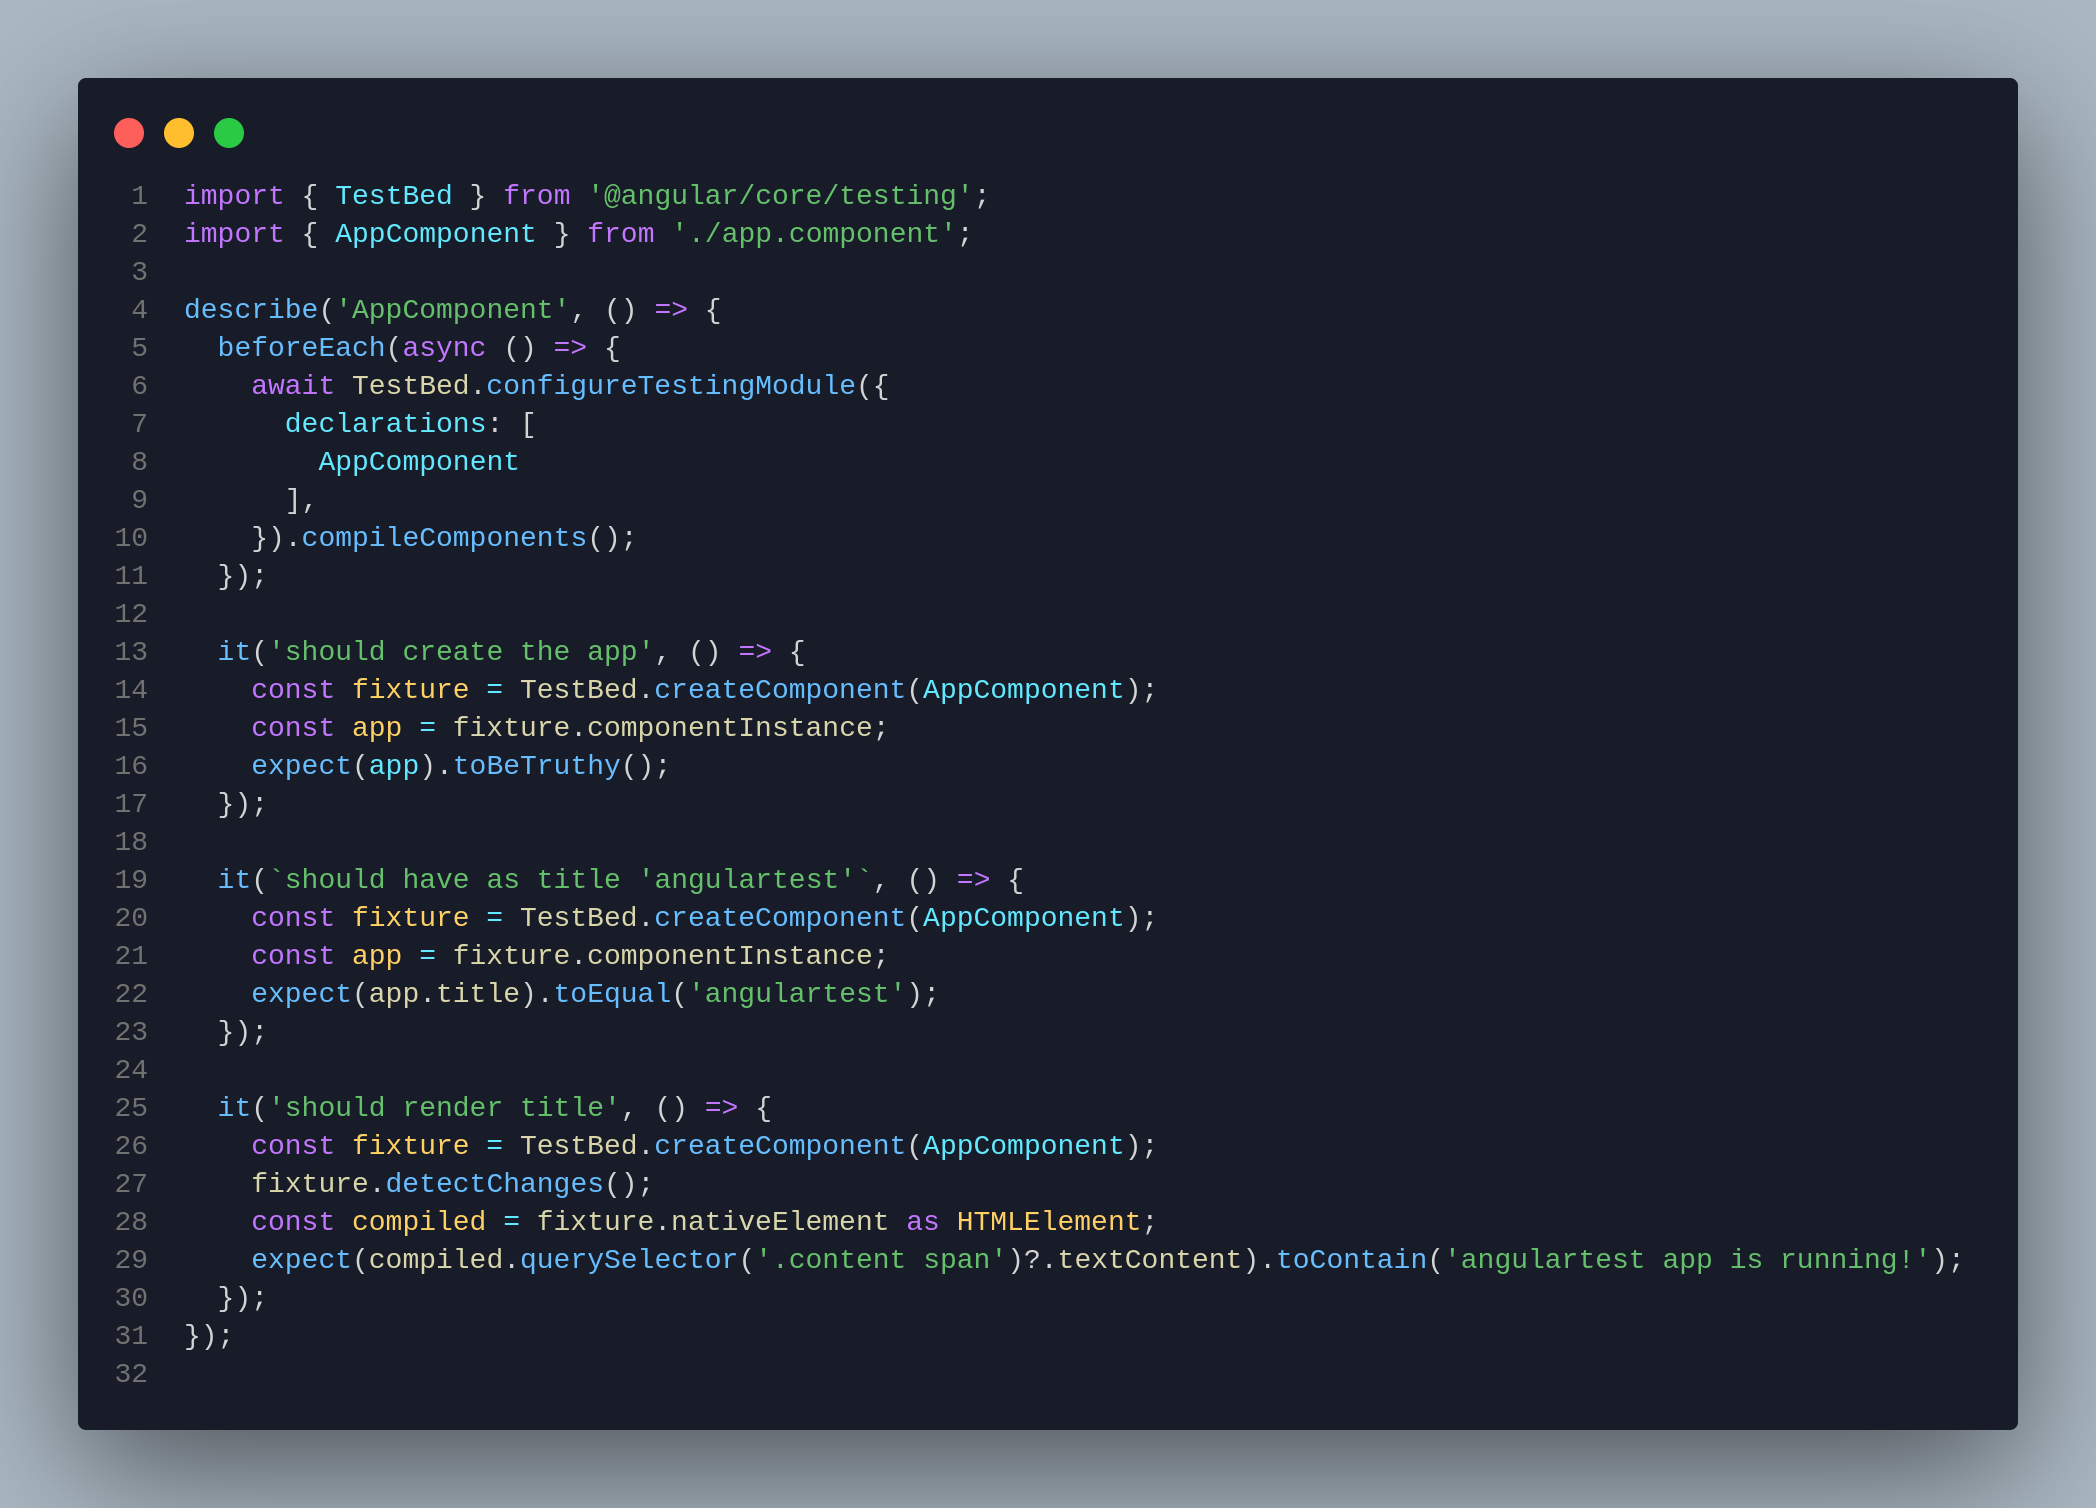 1 import { TestBed } from '@angular/core/testing';
2 import { AppComponent } from './app.component';
3
4 describe('AppComponent', () => {
5   beforeEach(async () => {
6     await TestBed.configureTestingModule({
7       declarations: [
8         AppComponent
9       ],
10     }).compileComponents();
11   });
12
13   it('should create the app', () => {
14     const fixture = TestBed.createComponent(AppComponent);
15     const app = fixture.componentInstance;
16     expect(app).toBeTruthy();
17   });
18
19   it(`should have as title 'angulartest'`, () => {
20     const fixture = TestBed.createComponent(AppComponent);
21     const app = fixture.componentInstance;
22     expect(app.title).toEqual('angulartest');
23   });
24
25   it('should render title', () => {
26     const fixture = TestBed.createComponent(AppComponent);
27     fixture.detectChanges();
28     const compiled = fixture.nativeElement as HTMLElement;
29     expect(compiled.querySelector('.content span')?.textContent).toContain('angulartest app is running!');
30   });
31 });
32